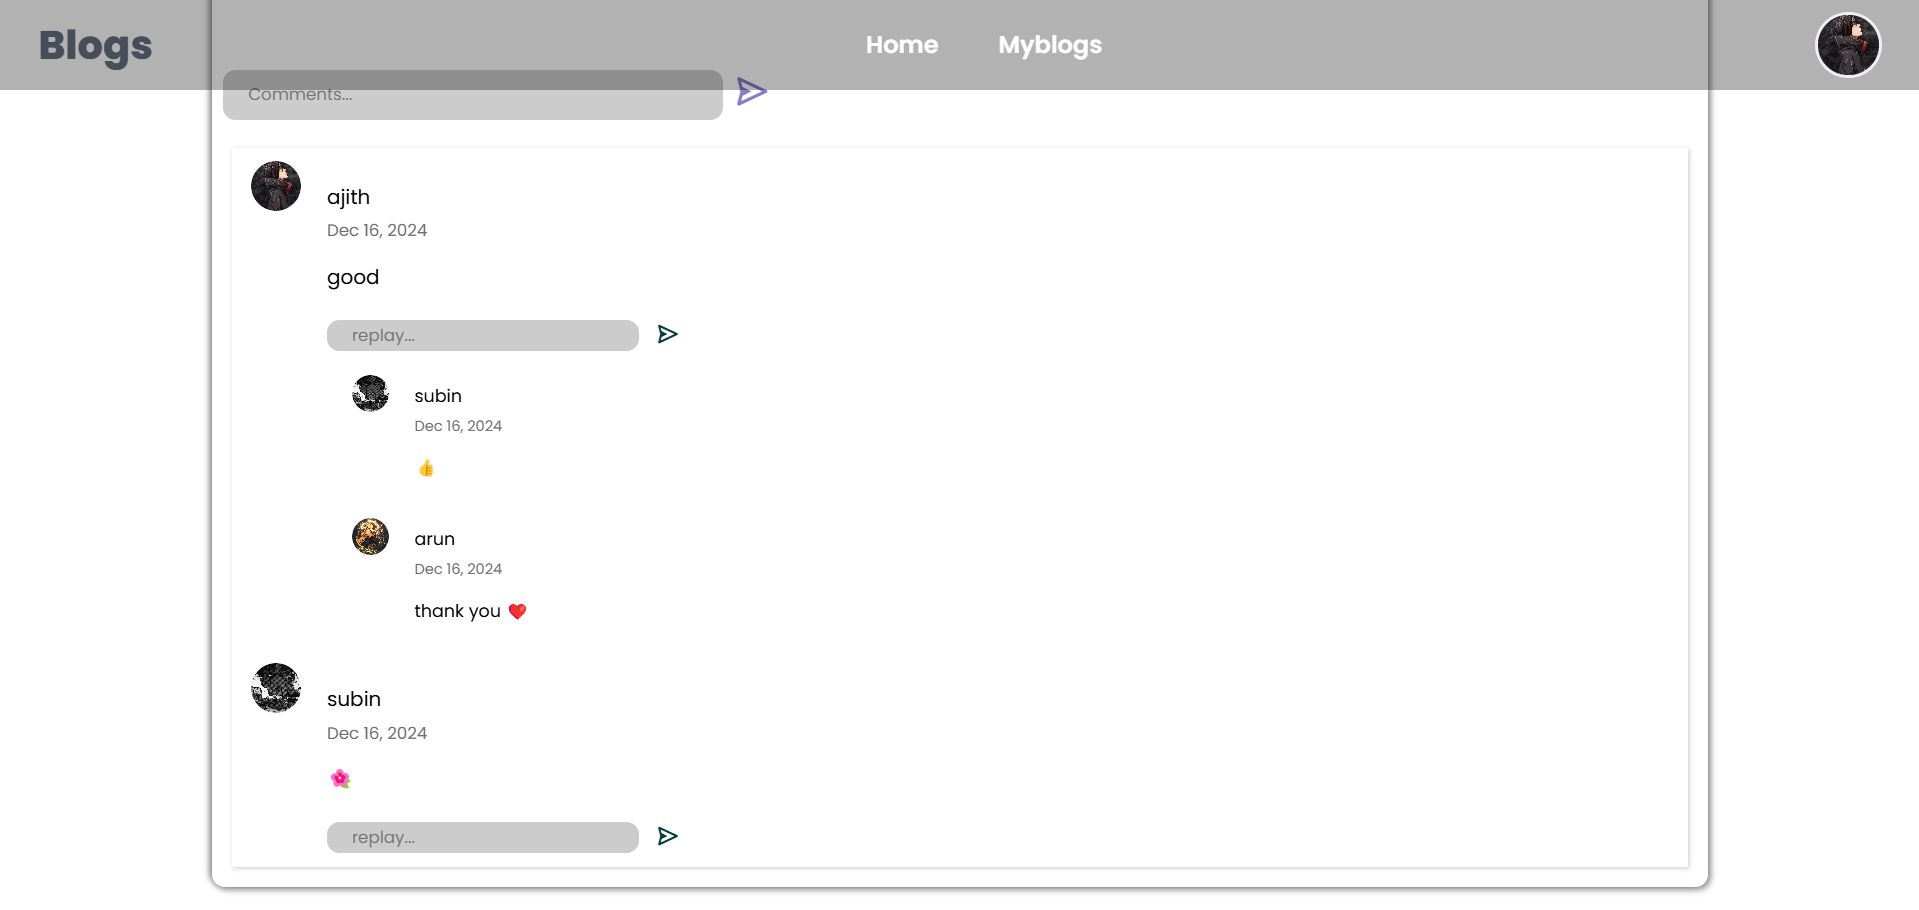 Blogs
Home
Myblogs
Comments...
ajith
Dec 16, 2024
good
replay...
subin
Dec 16, 2024
👍
arun
Dec 16, 2024
thank you ❤️
subin
Dec 16, 2024
🌺
replay...